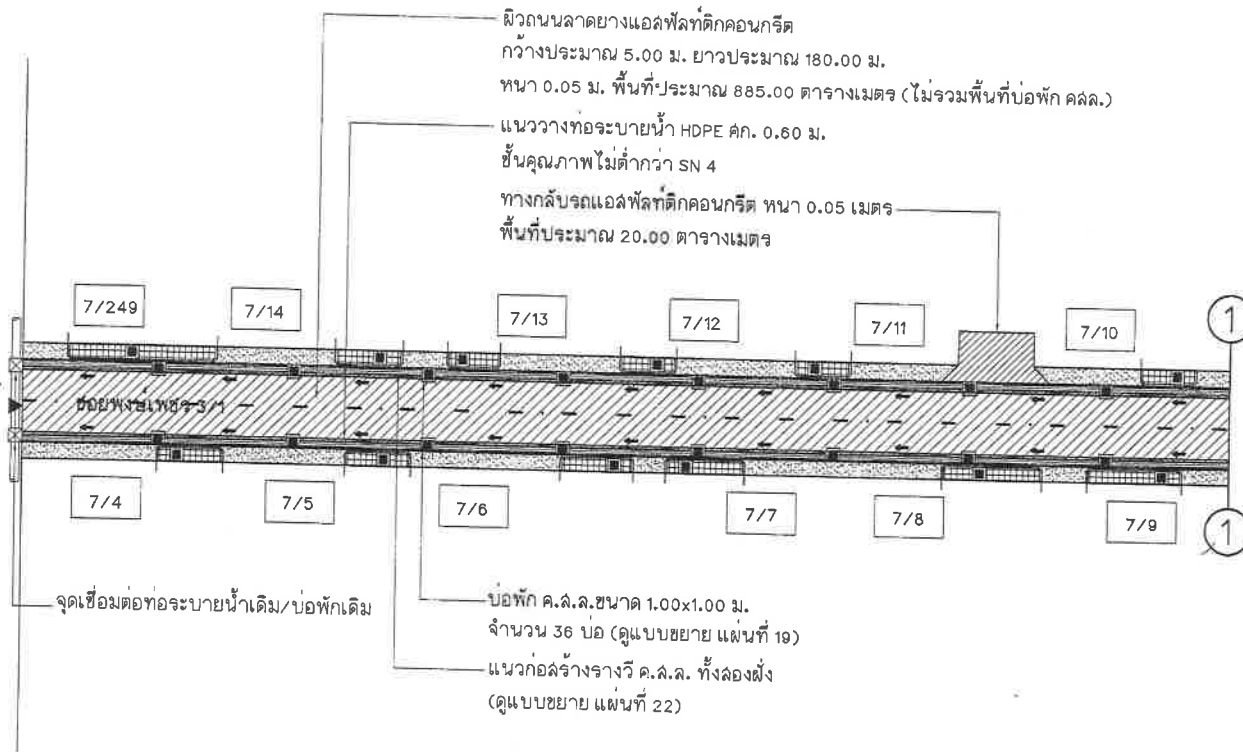 ผิวถนนลาดยางแอสฟัลท์ติกคอนกรีต
กว้างประมาณ 5.00 ม. ยาวประมาณ 180.00 ม.
หนา 0.05 ม. พื้นที่ประมาณ 885.00 ตารางเมตร (ไม่รวมพื้นที่บ่อพัก คสล.)
แนววางท่อระบายน้ำ HDPE ศก. 0.60 ม.
ชั้นคุณภาพไม่ต่ำกว่า SN 4
ทางกลับรถแอสฟัลท์ติกคอนกรีต หนา 0.05 เมตร
พื้นที่ประมาณ 20.00 ตารางเมตร
7/249
7/14
7/13
7/12
7/11
7/10
1
ซอยพงษ์เพชร 3/1
7/4
7/5
7/6
7/7
7/8
7/9
1
จุดเชื่อมต่อท่อระบายน้ำเดิม/บ่อพักเดิม
บ่อพัก ค.ส.ล.ขนาด 1.00x1.00 ม.
จำนวน 36 บ่อ (ดูแบบขยาย แผ่นที่ 19)
แนวก่อสร้างรางวี ค.ส.ล. ทั้งสองฝั่ง
(ดูแบบขยาย แผ่นที่ 22)